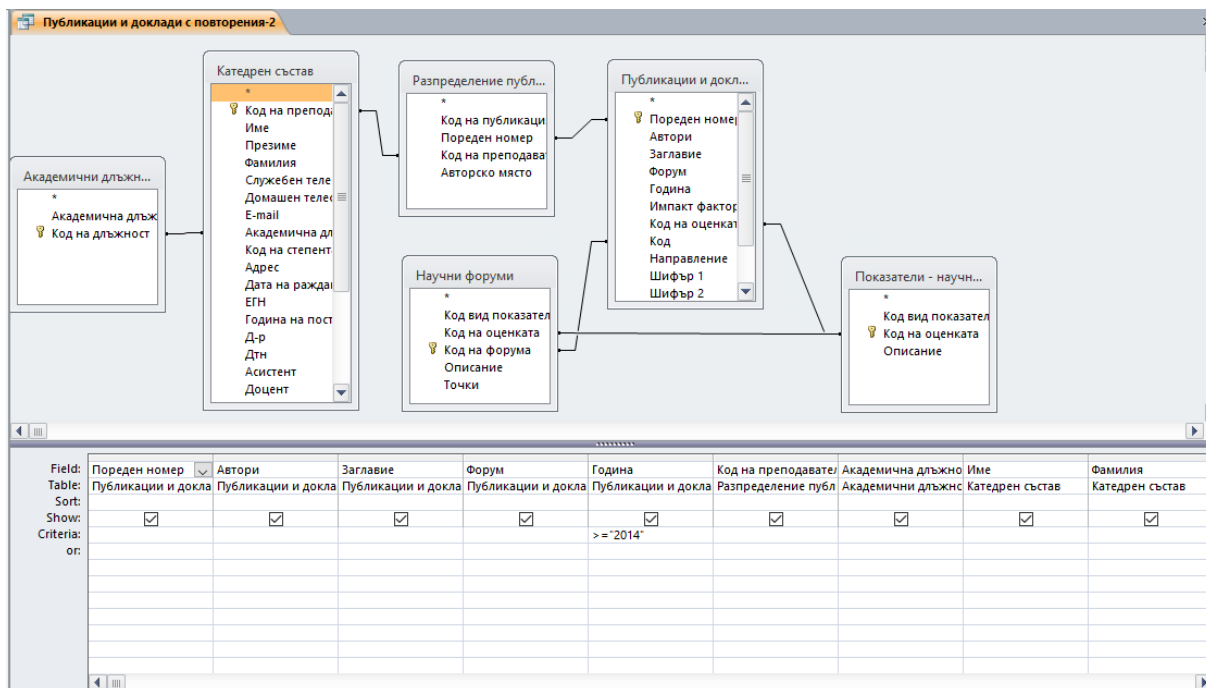 Публикации и доклади с повторения-2
Академични длъжн...
*
Академична длъж
Код на длъжност
Катедрен състав
*
Код на препода
Име
Презиме
Фамилия
Служебен теле
Домашен телес
E-mail
Академична дл
Код на степент
Адрес
Дата на ражда
ЕГН
Година на пост
Д-р
Дтн
Асистент
Доцент
Разпределение публ...
*
Код на публикаци
Пореден номер
Код на преподава
Авторско място
Научни форуми
*
Код вид показател
Код на оценката
Код на форума
Описание
Точки
Публикации и докл...
*
Пореден номер
Автори
Заглавие
Форум
Година
Импакт фактор
Код на оценкат
Код
Направление
Шифър 1
Шифър 2
Показатели - научн...
*
Код вид показател
Код на оценката
Описание
Field: Пореден номер Автори Заглавие Форум Година Код на преподавател Академична длъжно Име Фамилия
Table: Публикации и докла Публикации и докла Публикации и докла Публикации и докла Публикации и докла Разпределение публ Академични длъжнс Катедрен състав Катедрен състав
Sort:
Show:
Criteria: >="2014"
or: